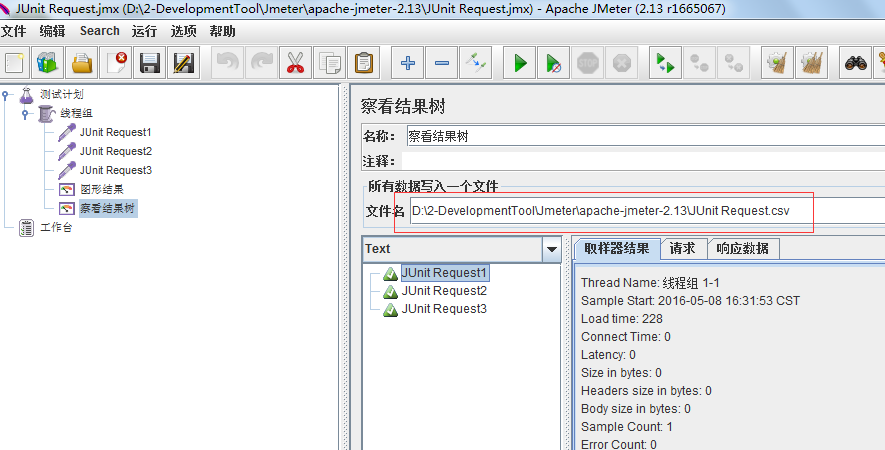 JUnit Request.jmx (D:\2-DevelopmentTool\Jmeter\apache-jmeter-2.13\JUnit Request.jmx) - Apache JMeter (2.13 r1665067)
文件 编辑 Search 运行 选项 帮助
STOP
测试计划
线程组
JUnit Request1
JUnit Request2
JUnit Request3
图形结果
察看结果树
工作台
察看结果树
名称： 察看结果树
注释：
所有数据写入一个文件
文件名 D:\2-DevelopmentTool\Jmeter\apache-jmeter-2.13\JUnit Request.csv
Text
JUnit Request1
JUnit Request2
JUnit Request3
取样器结果 请求 响应数据
Thread Name: 线程组 1-1
Sample Start: 2016-05-08 16:31:53 CST
Load time: 228
Connect Time: 0
Latency: 0
Size in bytes: 0
Headers size in bytes: 0
Body size in bytes: 0
Sample Count: 1
Error Count: 0